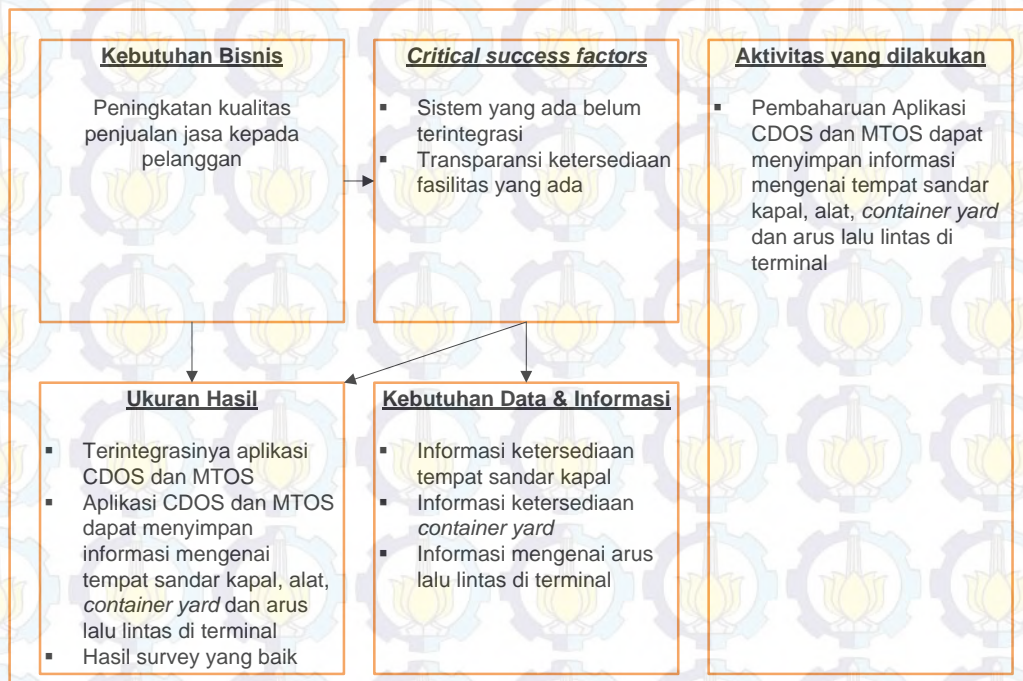 Kebutuhan Bisnis
Peningkatan kualitas
penjualan jasa kepada
pelanggan
Critical success factors
▪ Sistem yang ada belum
terintegrasi
▪ Transparansi ketersediaan
fasilitas yang ada
Aktivitas yang dilakukan
▪ Pembaharuan Aplikasi
CDOS dan MTOS dapat
menyimpan informasi
mengenai tempat sandar
kapal, alat, container yard
dan arus lalu lintas di
terminal
Ukuran Hasil
▪ Terintegrasinya aplikasi
CDOS dan MTOS
▪ Aplikasi CDOS dan MTOS
dapat menyimpan
informasi mengenai
tempat sandar kapal, alat,
container yard dan arus
lalu lintas di terminal
▪ Hasil survey yang baik
Kebutuhan Data & Informasi
▪ Informasi ketersediaan
tempat sandar kapal
▪ Informasi ketersediaan
container yard
▪ Informasi mengenai arus
lalu lintas di terminal